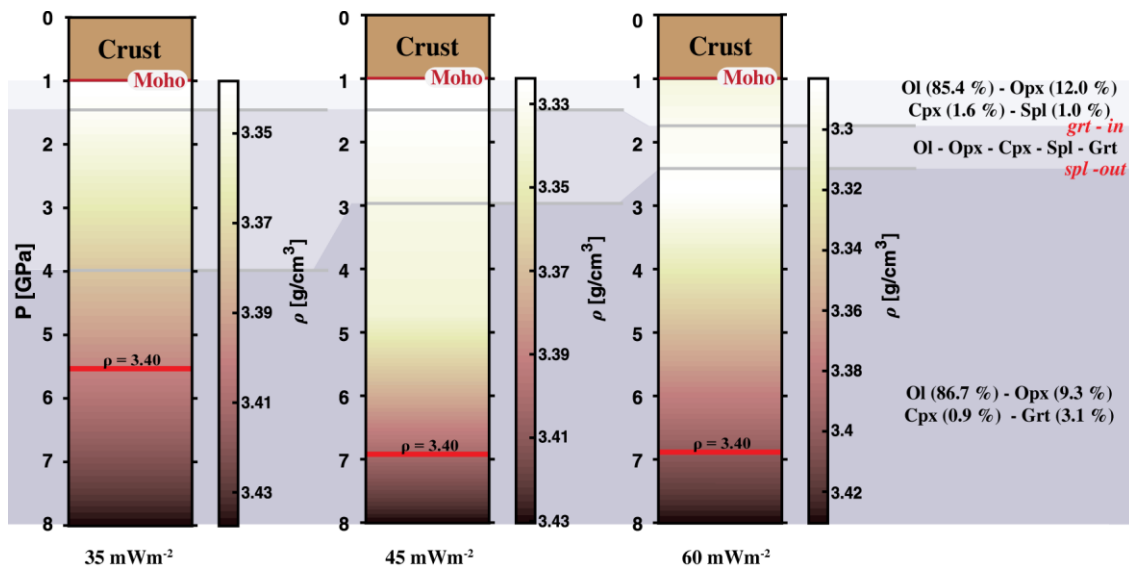 0
Crust
Moho
1
2
3
4
5
6
7
8
P [GPa]
ρ = 3.40
3.35
3.37
3.39
3.41
3.43
ρ [g/cm³]
35 mWm⁻²
0
Crust
Moho
1
2
3
4
5
6
7
8
ρ = 3.40
3.33
3.35
3.37
3.39
3.41
3.43
ρ [g/cm³]
45 mWm⁻²
0
Crust
Moho
1
2
3
4
5
6
7
8
ρ = 3.40
3.3
3.32
3.34
3.36
3.38
3.4
3.42
ρ [g/cm³]
60 mWm⁻²
Ol (85.4 %) - Opx (12.0 %)
Cpx (1.6 %) - Spl (1.0 %)
grt - in
Ol - Opx - Cpx - Spl - Grt
spl -out
Ol (86.7 %) - Opx (9.3 %)
Cpx (0.9 %) - Grt (3.1 %)